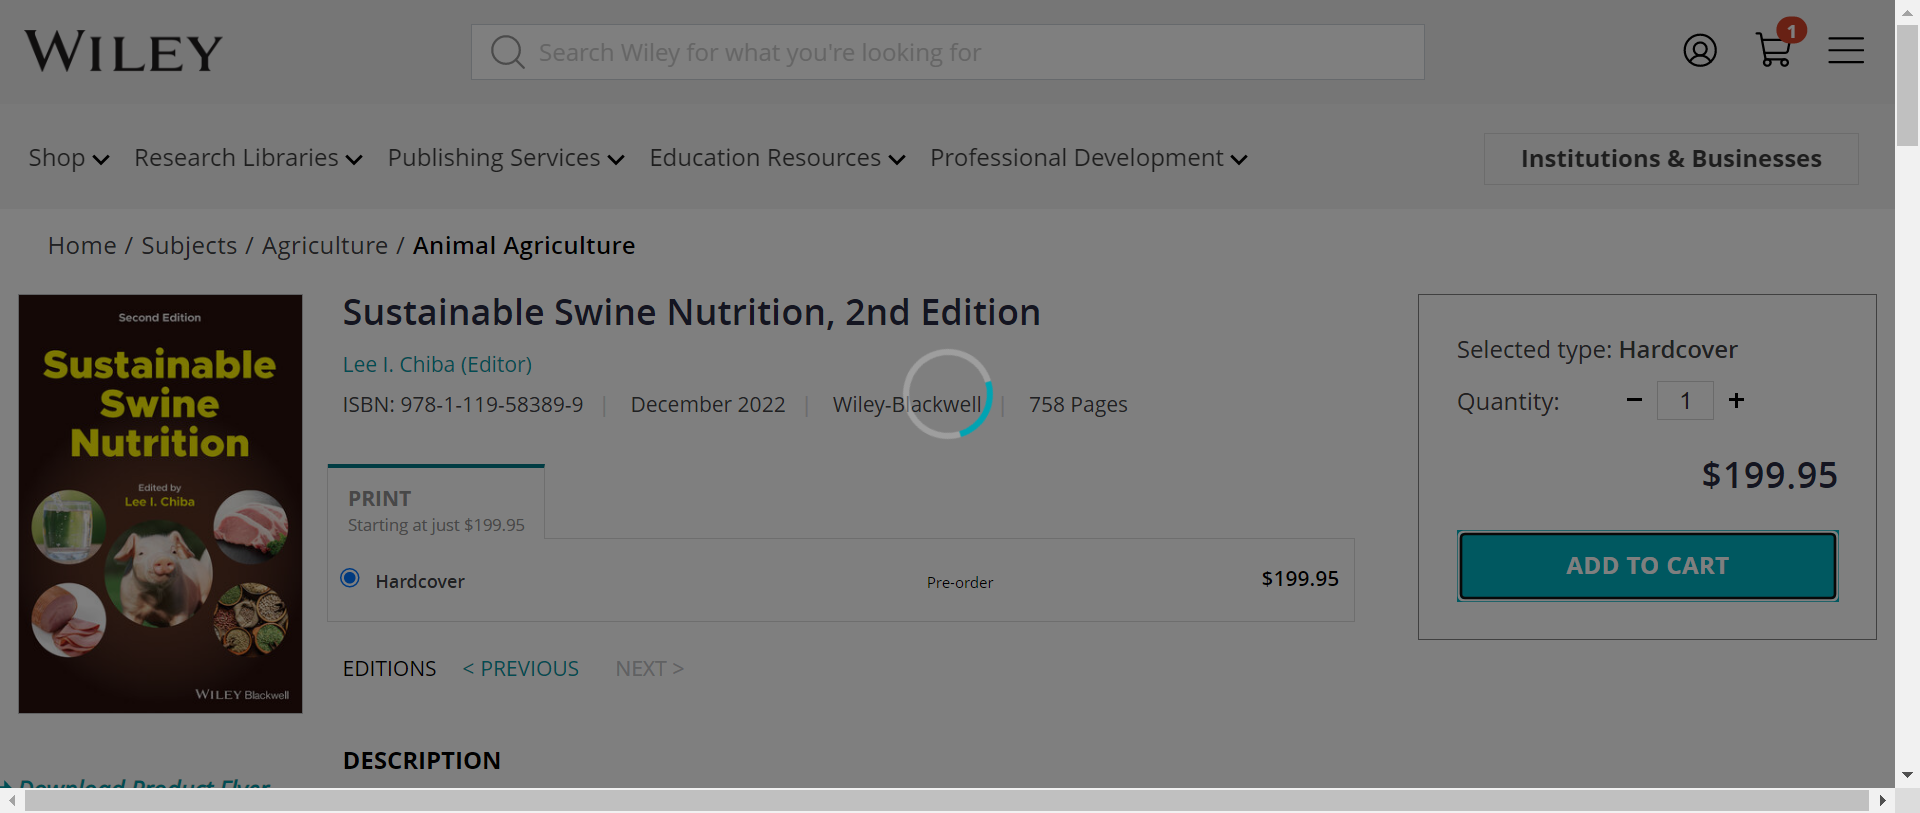 WILEY
Search Wiley for what you're looking for
1
Shop
Research Libraries
Publishing Services
Education Resources
Professional Development
Institutions & Businesses
Home / Subjects / Agriculture / Animal Agriculture
Second Edition
Sustainable
Swine
Nutrition
Edited by
Lee I. Chiba
WILEY Blackwell
Sustainable Swine Nutrition, 2nd Edition
Lee I. Chiba (Editor)
ISBN: 978-1-119-58389-9 | December 2022 | Wiley-Blackwell | 758 Pages
PRINT
Starting at just $199.95
Hardcover
Pre-order
$199.95
EDITIONS < PREVIOUS NEXT >
DESCRIPTION
Selected type: Hardcover
Quantity: − 1 +
$199.95
ADD TO CART
Download Product Flyer